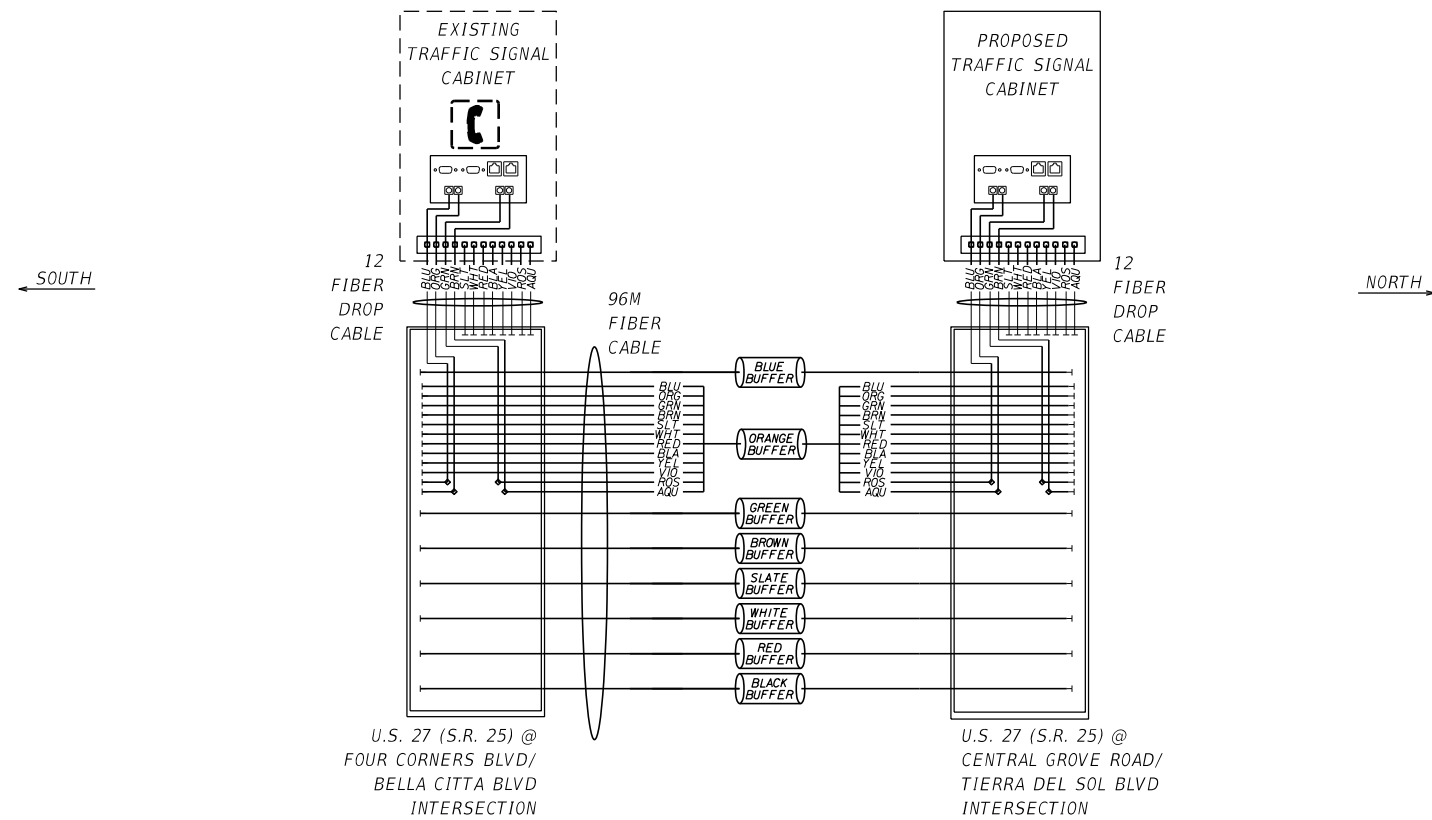 EXISTING
TRAFFIC SIGNAL
CABINET
PROPOSED
TRAFFIC SIGNAL
CABINET
12
FIBER
DROP
CABLE
BLU
ORG
GRN
BRN
SLT
WHT
RED
BLA
YEL
VIO
ROS
AQU
BLU
ORG
GRN
BRN
SLT
WHT
RED
BLA
YEL
VIO
ROS
AQU
12
FIBER
DROP
CABLE
SOUTH
NORTH
96M
FIBER
CABLE
BLUE
BUFFER
BLU
ORG
GRN
BRN
SLT
WHT
RED
BLA
YEL
VIO
ROS
AQU
ORANGE
BUFFER
BLU
ORG
GRN
BRN
SLT
WHT
RED
BLA
YEL
VIO
ROS
AQU
GREEN
BUFFER
BROWN
BUFFER
SLATE
BUFFER
WHITE
BUFFER
RED
BUFFER
BLACK
BUFFER
U.S. 27 (S.R. 25) @
FOUR CORNERS BLVD/
BELLA CITTA BLVD
INTERSECTION
U.S. 27 (S.R. 25) @
CENTRAL GROVE ROAD/
TIERRA DEL SOL BLVD
INTERSECTION